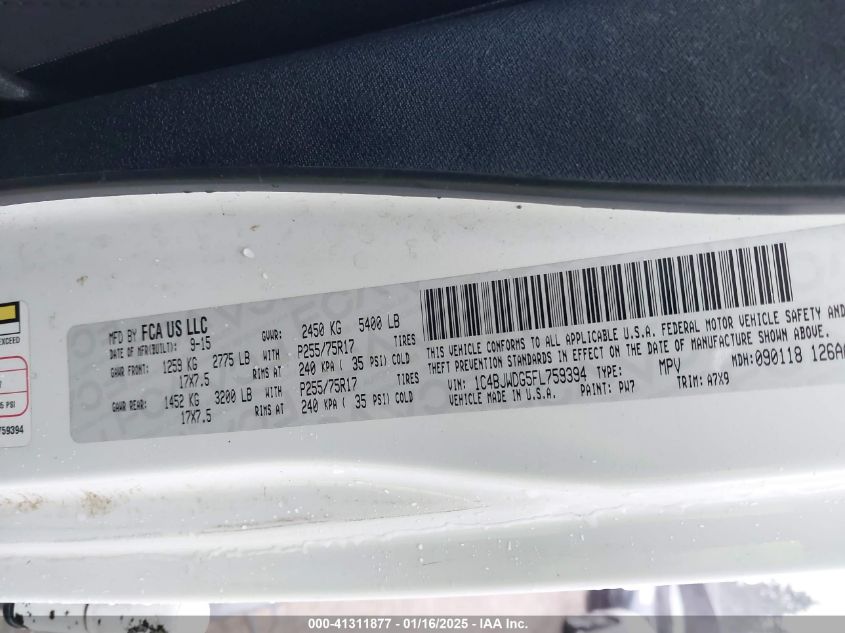 MFD BY FCA US LLC
DATE OF MFR(BUILT): 9-15
GVWR: 2450 KG 5400 LB
GAWR FRONT: 1259 KG 2775 LB WITH P255/75R17 TIRES
17X7.5 RIMS AT 240 KPA ( 35 PSI) COLD
GAWR REAR: 1452 KG 3200 LB WITH P255/75R17 TIRES
17X7.5 RIMS AT 240 KPA ( 35 PSI) COLD
THIS VEHICLE CONFORMS TO ALL APPLICABLE U.S.A. FEDERAL MOTOR VEHICLE SAFETY AND
THEFT PREVENTION STANDARDS IN EFFECT ON THE DATE OF MANUFACTURE SHOWN ABOVE.
VIN: 1C4BJWDG5FL759394 TYPE: MPV MDH:090118 126A
VEHICLE MADE IN U.S.A. PAINT: PW7 TRIM: A7X9
EXCEED
5 PSI
759394
000-41311877 - 01/16/2025 - IAA Inc.